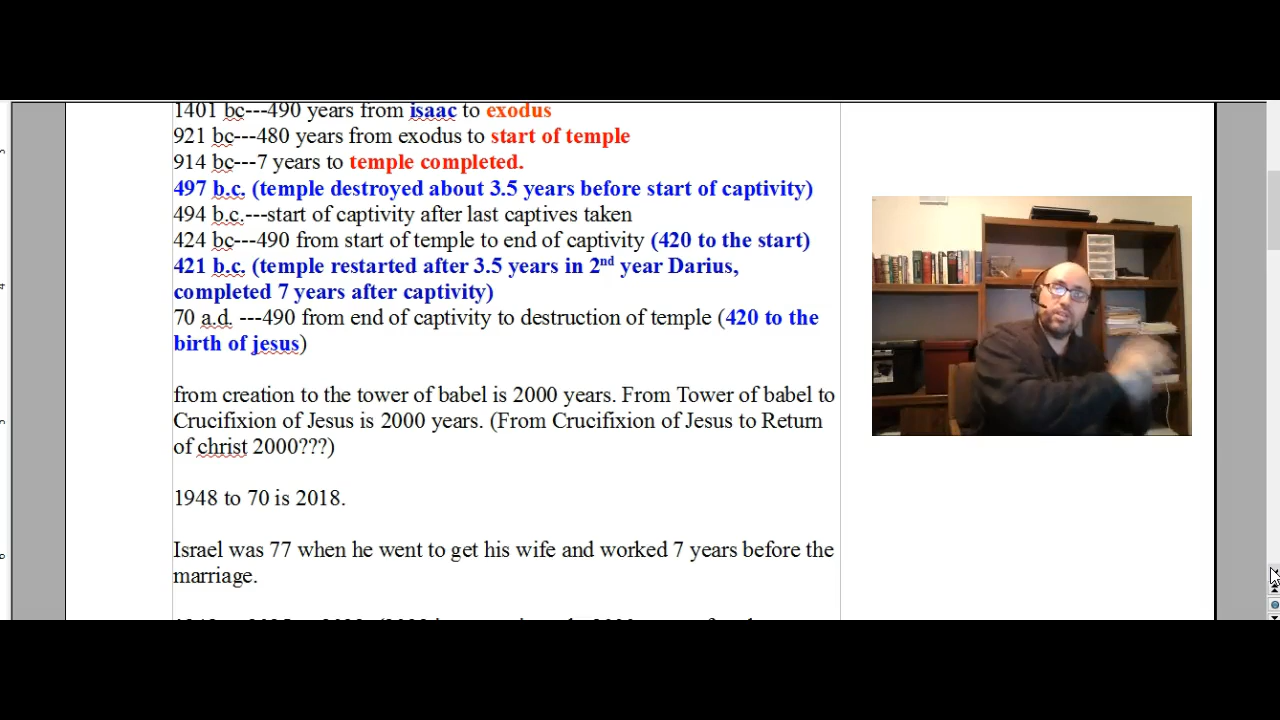 1401 bc---490 years from isaac to exodus
921 bc---480 years from exodus to start of temple
914 bc---7 years to temple completed.
497 b.c. (temple destroyed about 3.5 years before start of captivity)
494 b.c.---start of captivity after last captives taken
424 bc---490 from start of temple to end of captivity (420 to the start)
421 b.c. (temple restarted after 3.5 years in 2nd year Darius,
completed 7 years after captivity)
70 a.d. ---490 from end of captivity to destruction of temple (420 to the
birth of jesus)
from creation to the tower of babel is 2000 years. From Tower of babel to
Crucifixion of Jesus is 2000 years. (From Crucifixion of Jesus to Return
of christ 2000???)
1948 to 70 is 2018.
Israel was 77 when he went to get his wife and worked 7 years before the
marriage.